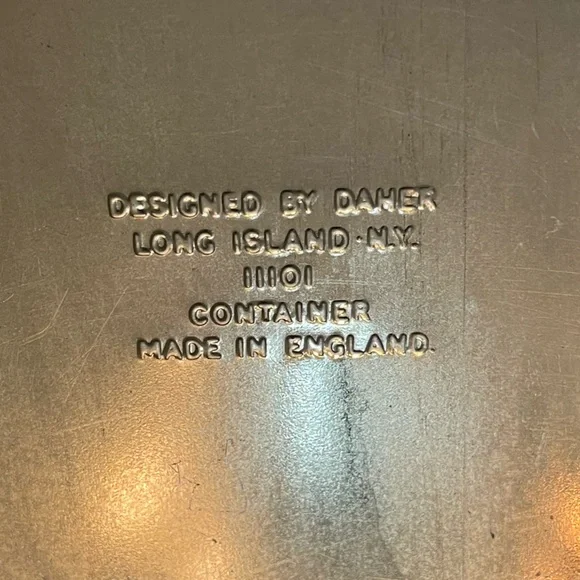 DESIGNED BY DAHER
LONG ISLAND · N.Y.
11101
CONTAINER
MADE IN ENGLAND.